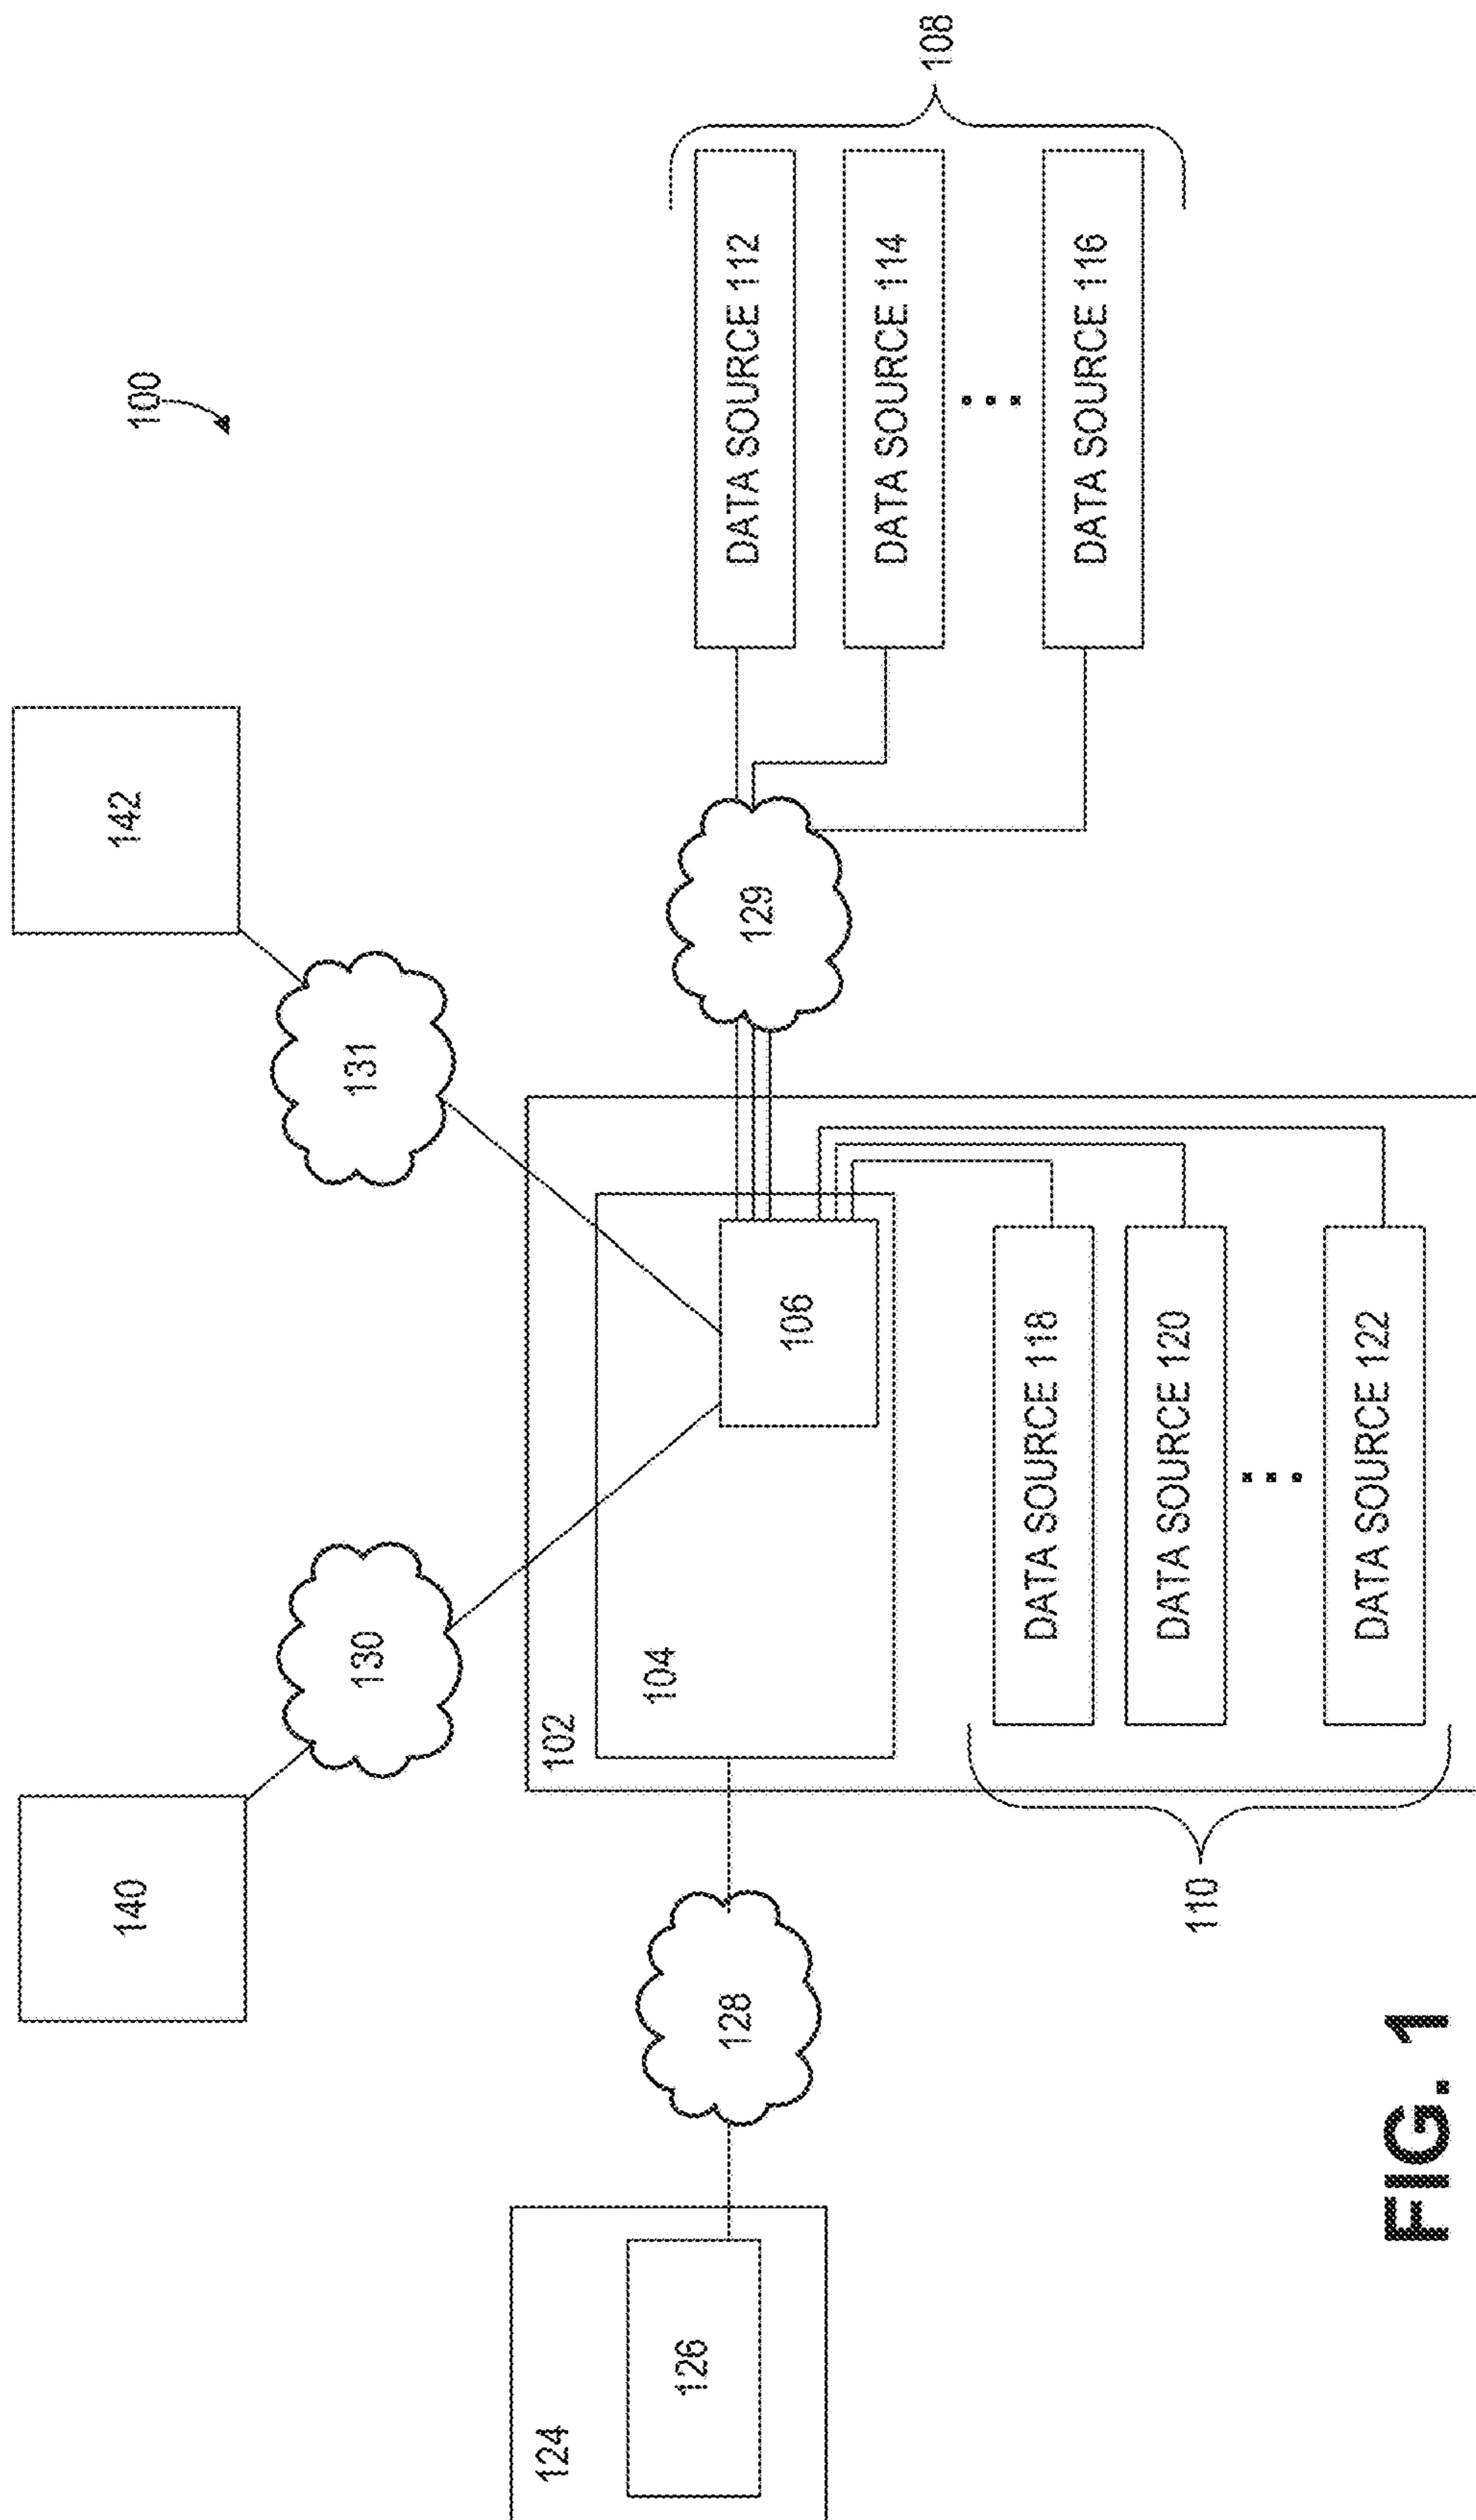 100
140
142
130
131
102
104
106
124
126
128
129
DATA SOURCE 112
DATA SOURCE 114
DATA SOURCE 116
108
DATA SOURCE 118
DATA SOURCE 120
DATA SOURCE 122
110
FIG. 1